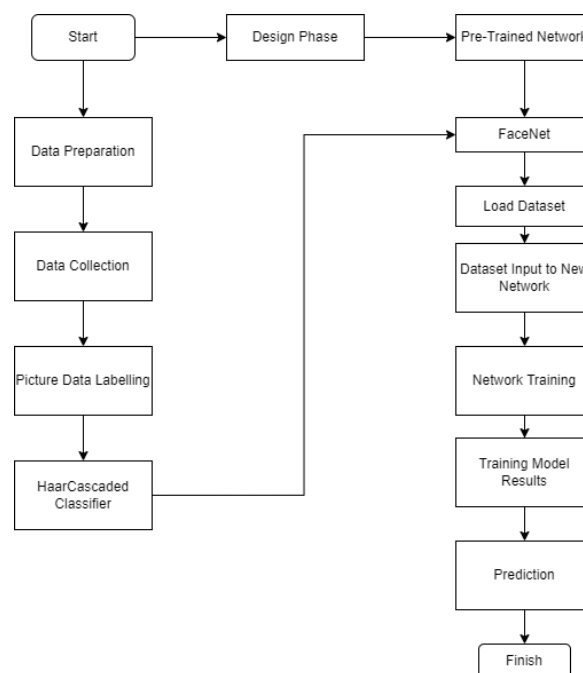 Start
Design Phase
Pre-Trained Network
Data Preparation
FaceNet
Load Dataset
Data Collection
Dataset Input to New
Network
Picture Data Labelling
Network Training
HaarCascaded
Classifier
Training Model
Results
Prediction
Finish